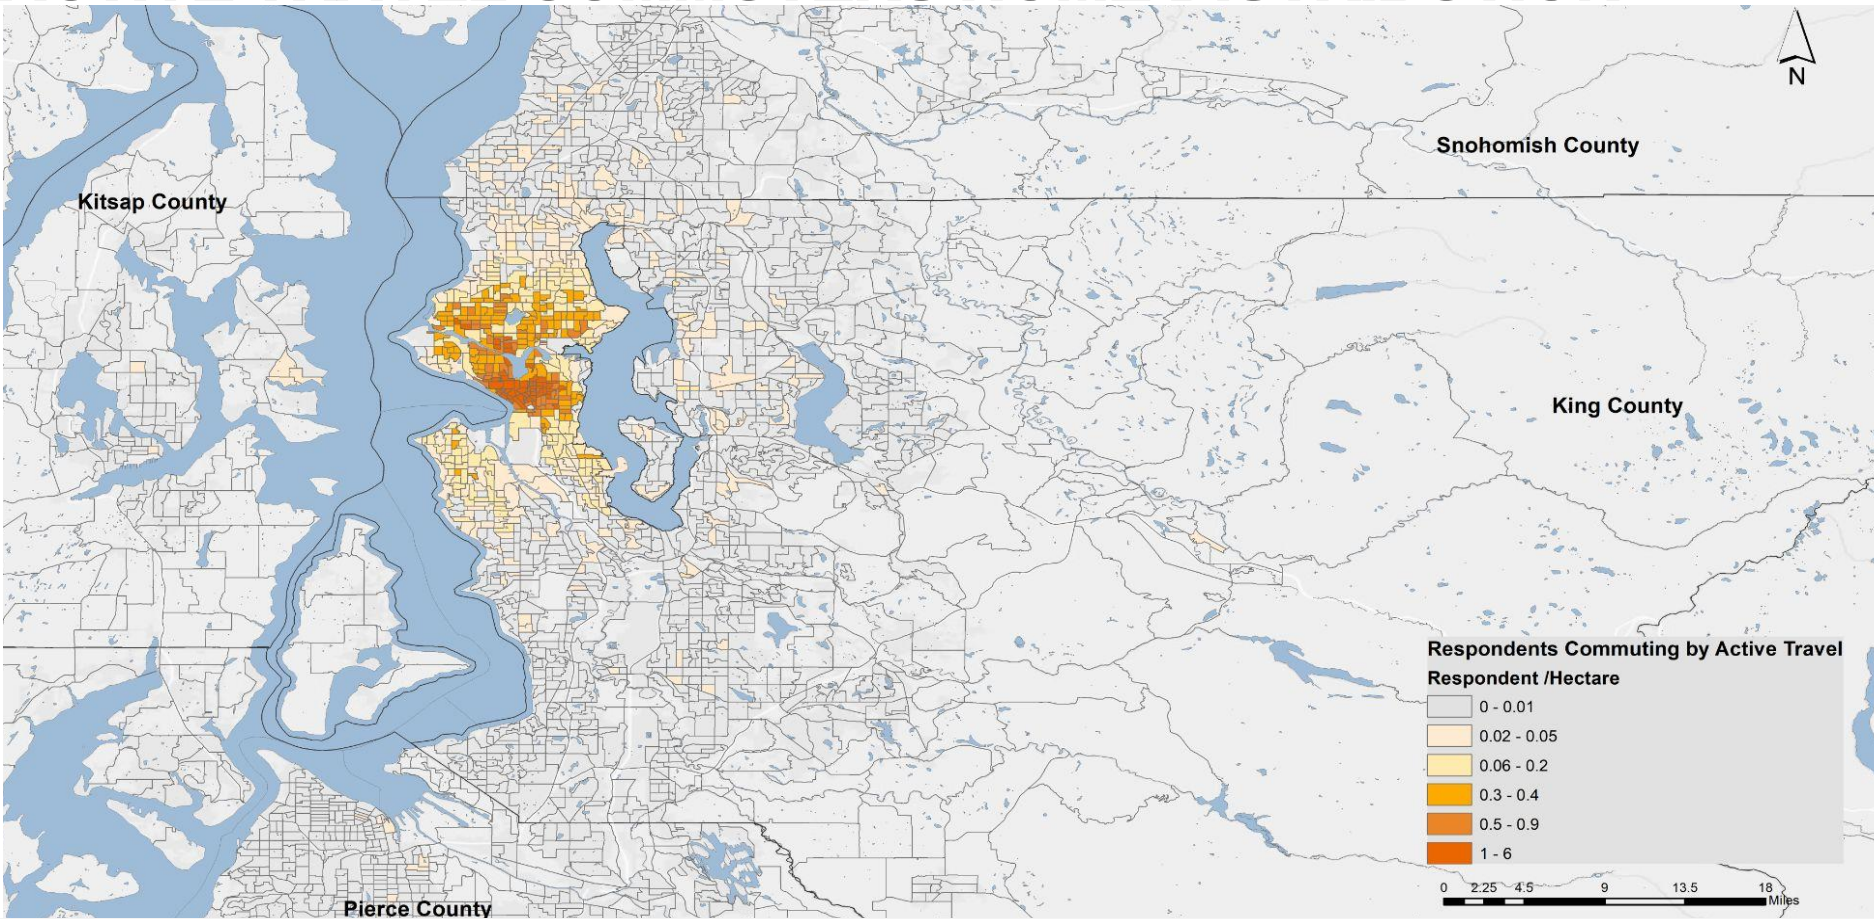 N
Snohomish County
Kitsap County
King County
Respondents Commuting by Active Travel
Respondent /Hectare
0 - 0.01
0.02 - 0.05
0.06 - 0.2
0.3 - 0.4
0.5 - 0.9
1 - 6
0 2.25 4.5 9 13.5 18
Miles
Pierce County